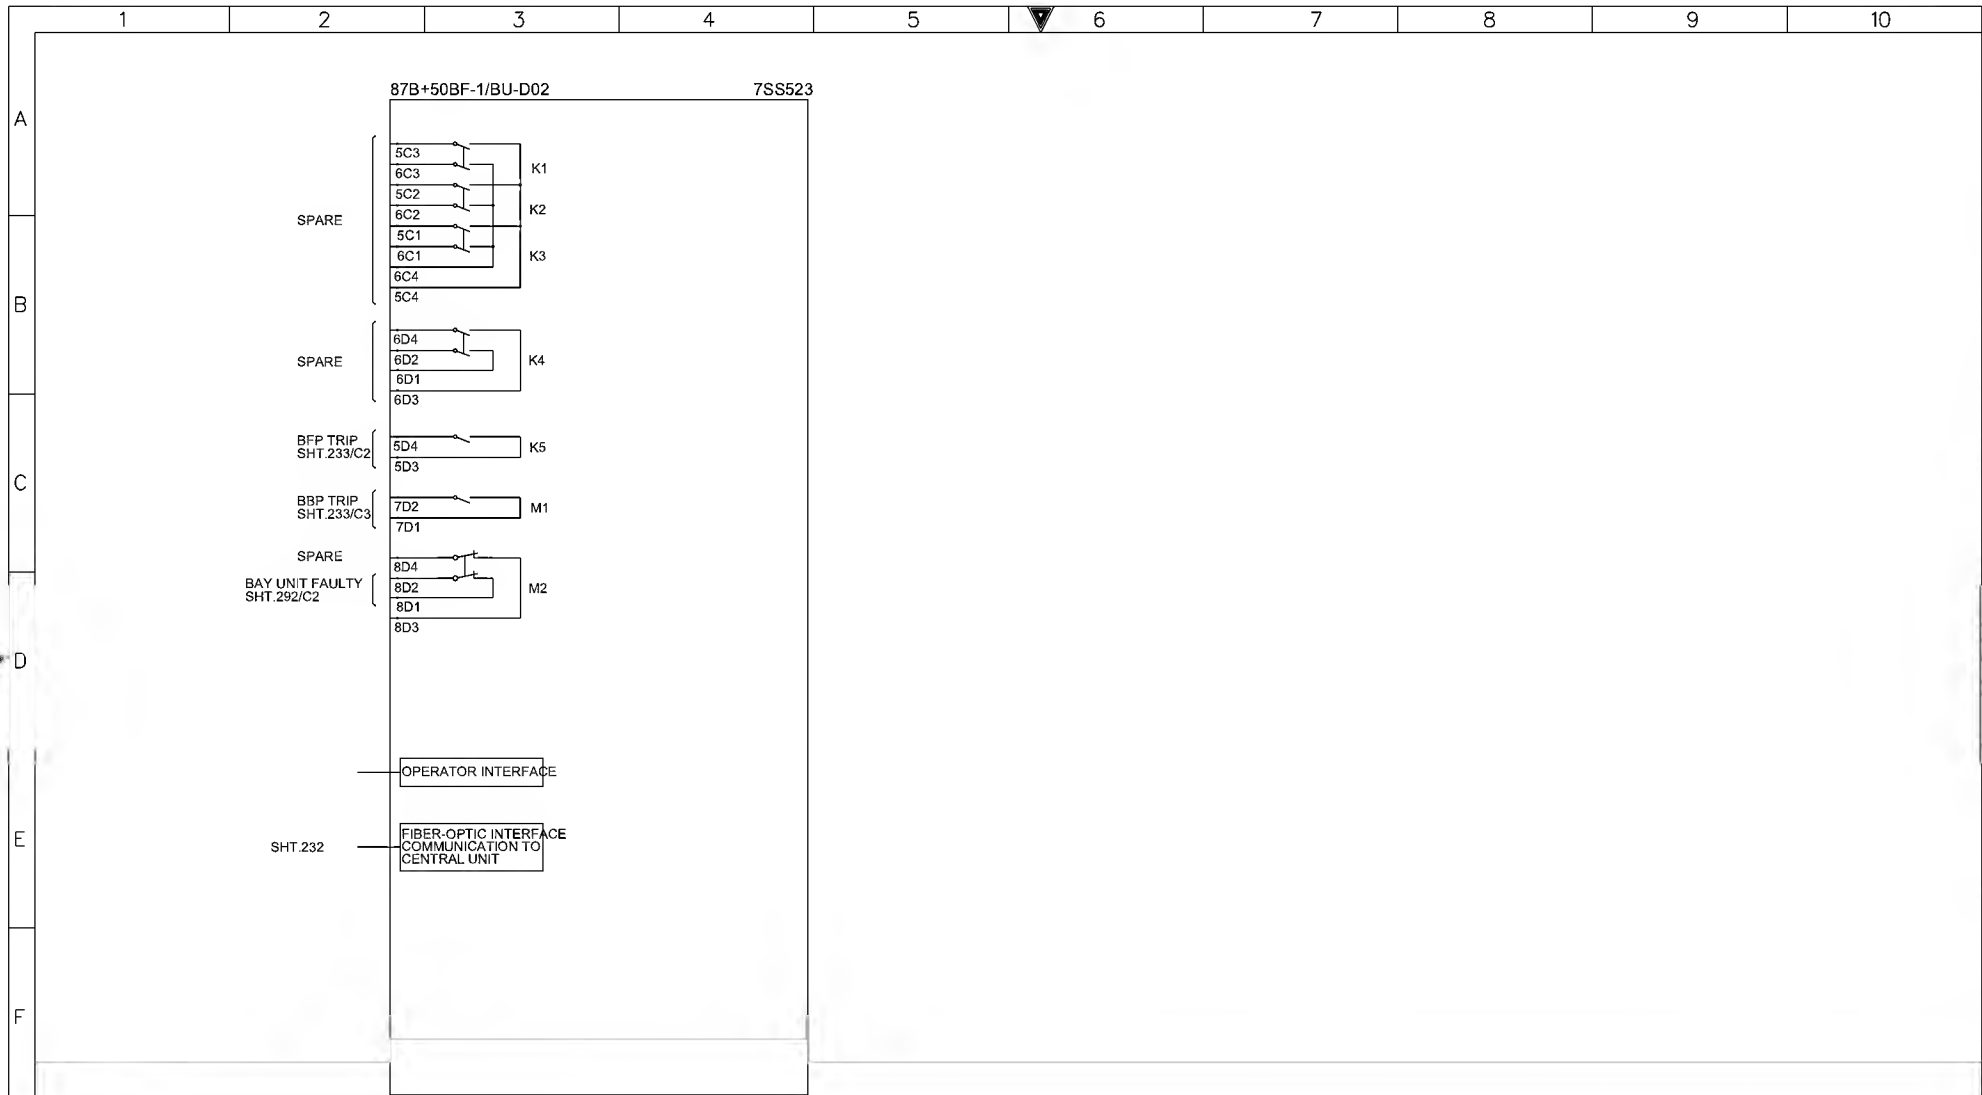 1 2 3 4 5 6 7 8 9 10
87B+50BF-1/BU-D02 7SS523
A
5C3
K1
6C3
5C2
K2
6C2
SPARE
5C1
6C1
K3
6C4
5C4
B
6D4
SPARE
6D2
K4
6D1
6D3
BFP TRIP
SHT.233/C2
5D4
K5
5D3
C
BBP TRIP
SHT.233/C3
7D2
M1
7D1
SPARE
8D4
BAY UNIT FAULTY
SHT.292/C2
8D2
M2
8D1
8D3
D
OPERATOR INTERFACE
E
SHT.232
FIBER-OPTIC INTERFACE
COMMUNICATION TO
CENTRAL UNIT
F